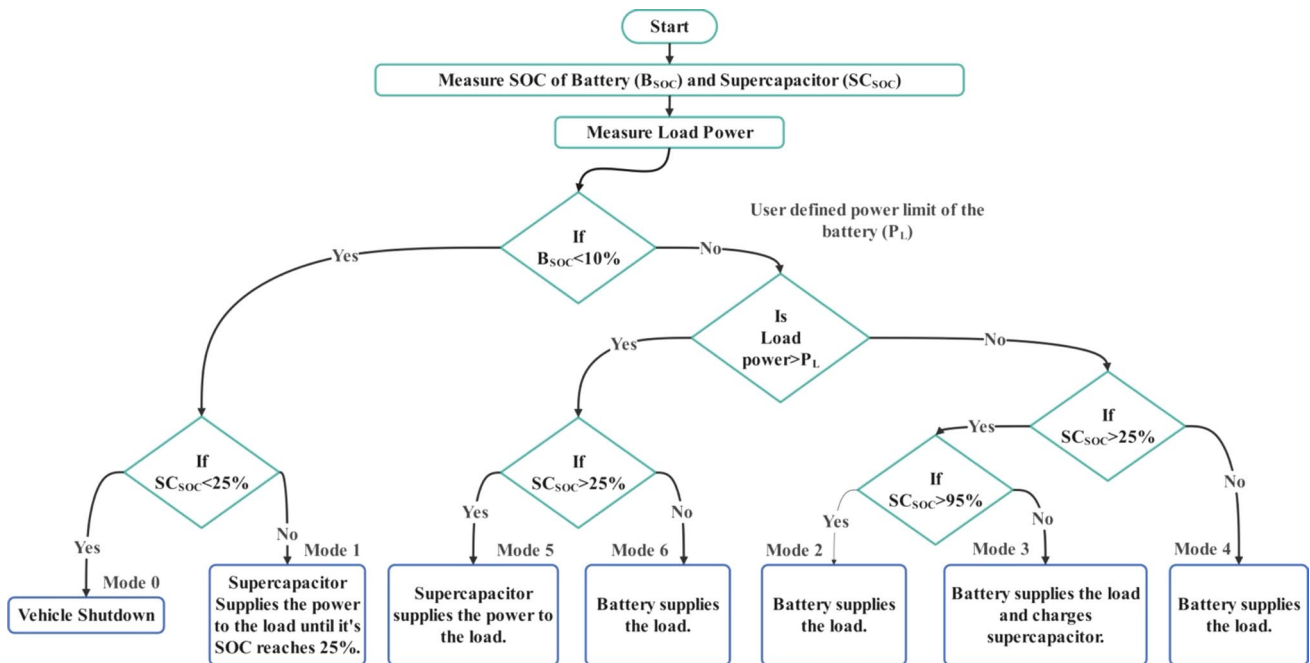 Start
Measure SOC of Battery (BSOC) and Supercapacitor (SCSOC)
Measure Load Power
User defined power limit of the
battery (PL)
If
BSOC<10%
Yes
No
Is
Load
power>PL
Yes
No
If
SCSOC<25%
Yes
No
If
SCSOC>25%
Yes
No
If
SCSOC>25%
Yes
No
If
SCSOC>95%
Yes
No
Mode 0
Vehicle Shutdown
Mode 1
Supercapacitor
Supplies the power
to the load until it's
SOC reaches 25%.
Mode 5
Supercapacitor
supplies the power to
the load.
Mode 6
Battery supplies
the load.
Mode 2
Battery supplies
the load.
Mode 3
Battery supplies the load
and charges
supercapacitor.
Mode 4
Battery supplies
the load.